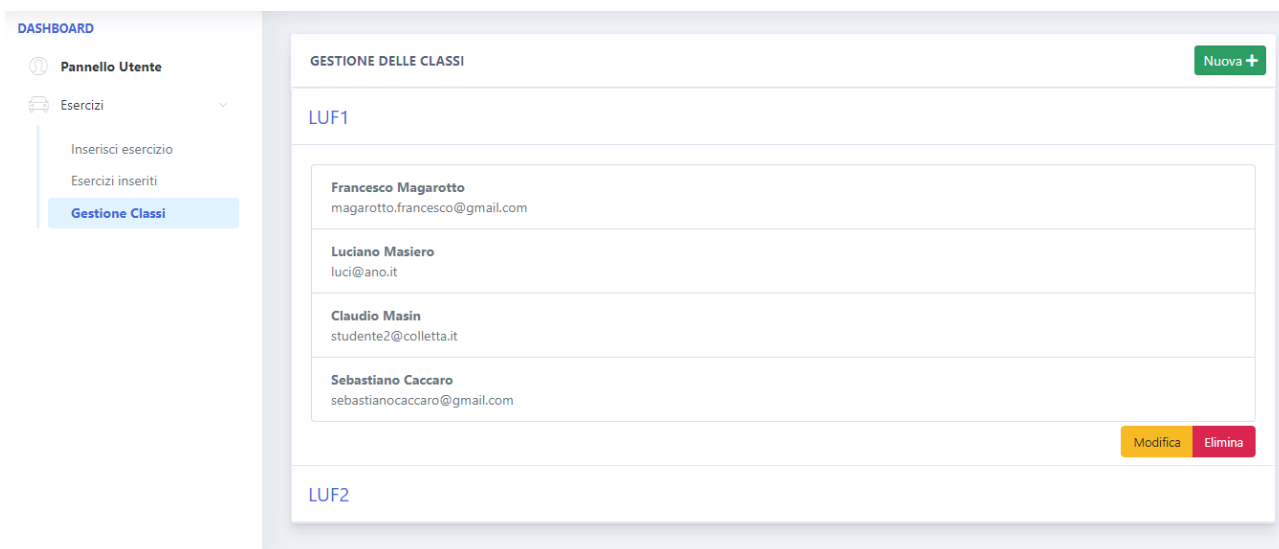 DASHBOARD
Pannello Utente
Esercizi
Inserisci esercizio
Esercizi inseriti
Gestione Classi
GESTIONE DELLE CLASSI
Nuova
LUF1
Francesco Magarotto
magarotto.francesco@gmail.com
Luciano Masiero
luci@ano.it
Claudio Masin
studente2@colletta.it
Sebastiano Caccaro
sebastianocaccaro@gmail.com
Modifica Elimina
LUF2